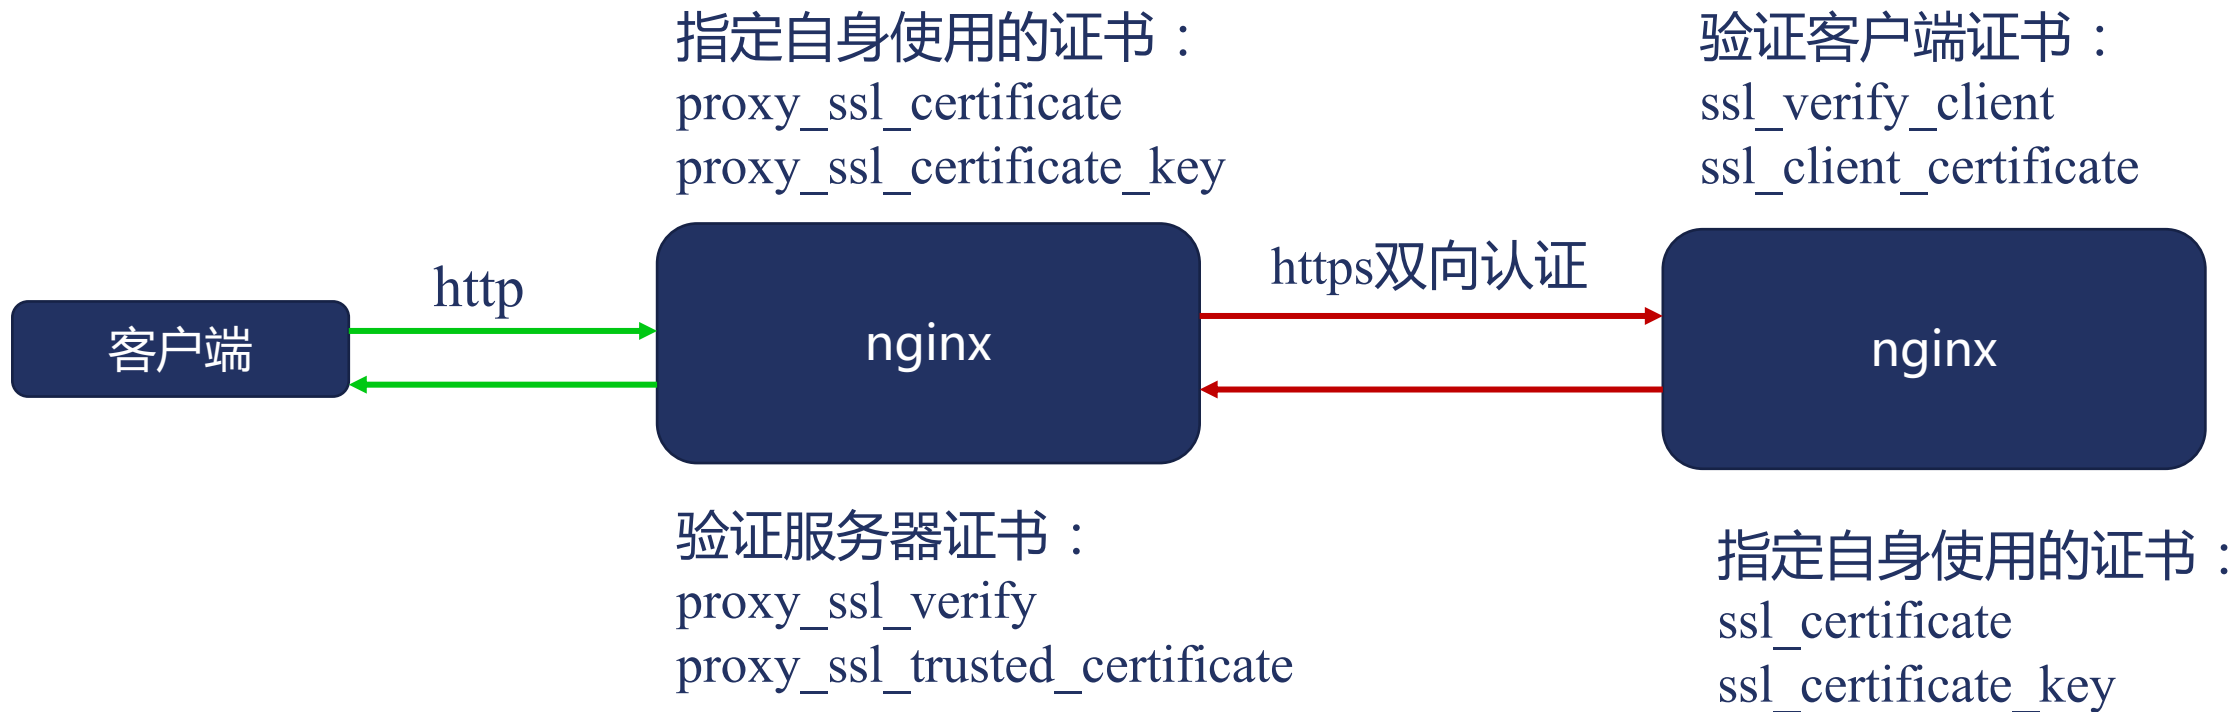 指定自身使用的证书：
proxy_ssl_certificate
proxy_ssl_certificate_key
验证客户端证书：
ssl_verify_client
ssl_client_certificate
客户端
http
nginx
https双向认证
nginx
验证服务器证书：
proxy_ssl_verify
proxy_ssl_trusted_certificate
指定自身使用的证书：
ssl_certificate
ssl_certificate_key